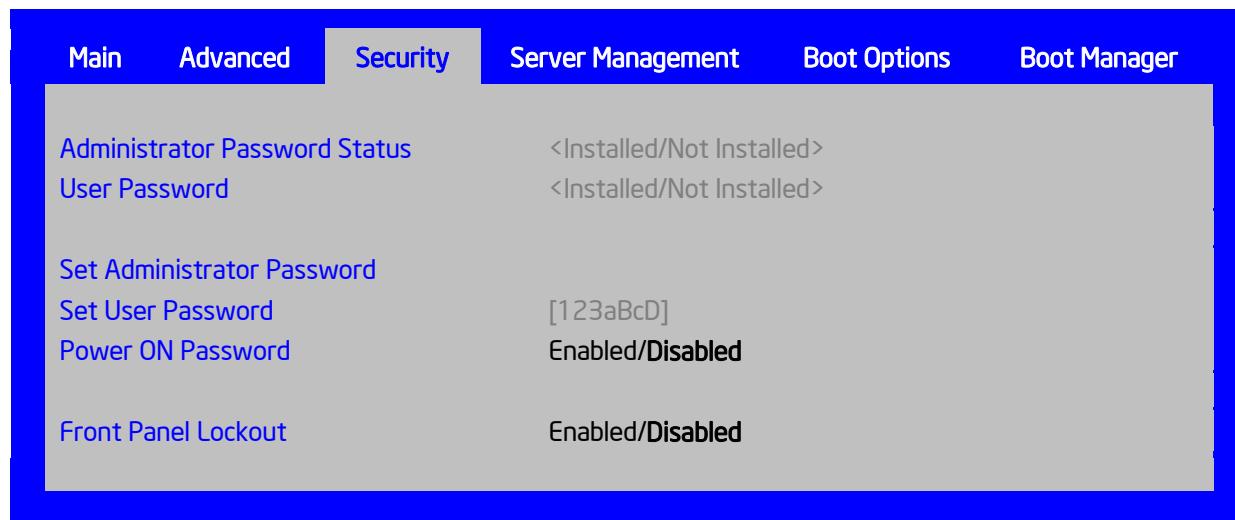 Main Advanced Security Server Management Boot Options Boot Manager
Administrator Password Status <Installed/Not Installed>
User Password <Installed/Not Installed>
Set Administrator Password
Set User Password [123aBcD]
Power ON Password Enabled/Disabled
Front Panel Lockout Enabled/Disabled